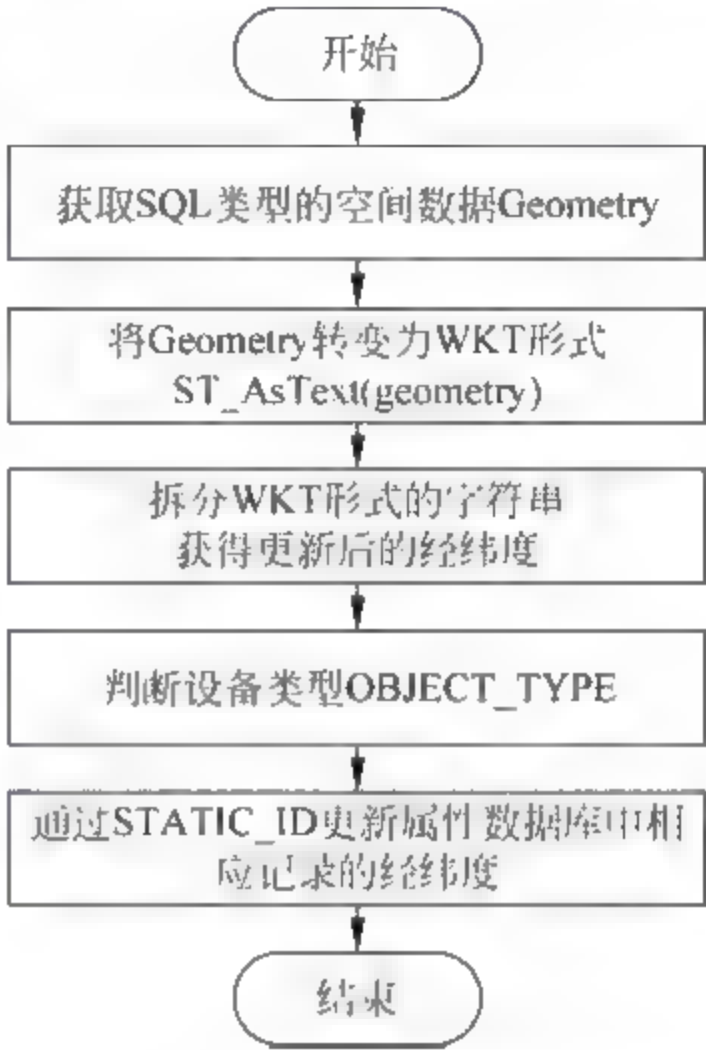 开始
获取SQL类型的空间数据Geometry
将Geometry转变为WKT形式
ST_AsText(geometry)
拆分WKT形式的字符串
获得更新后的经纬度
判断设备类型OBJECT_TYPE
通过STATIC_ID更新属性数据库中相
应记录的经纬度
结束